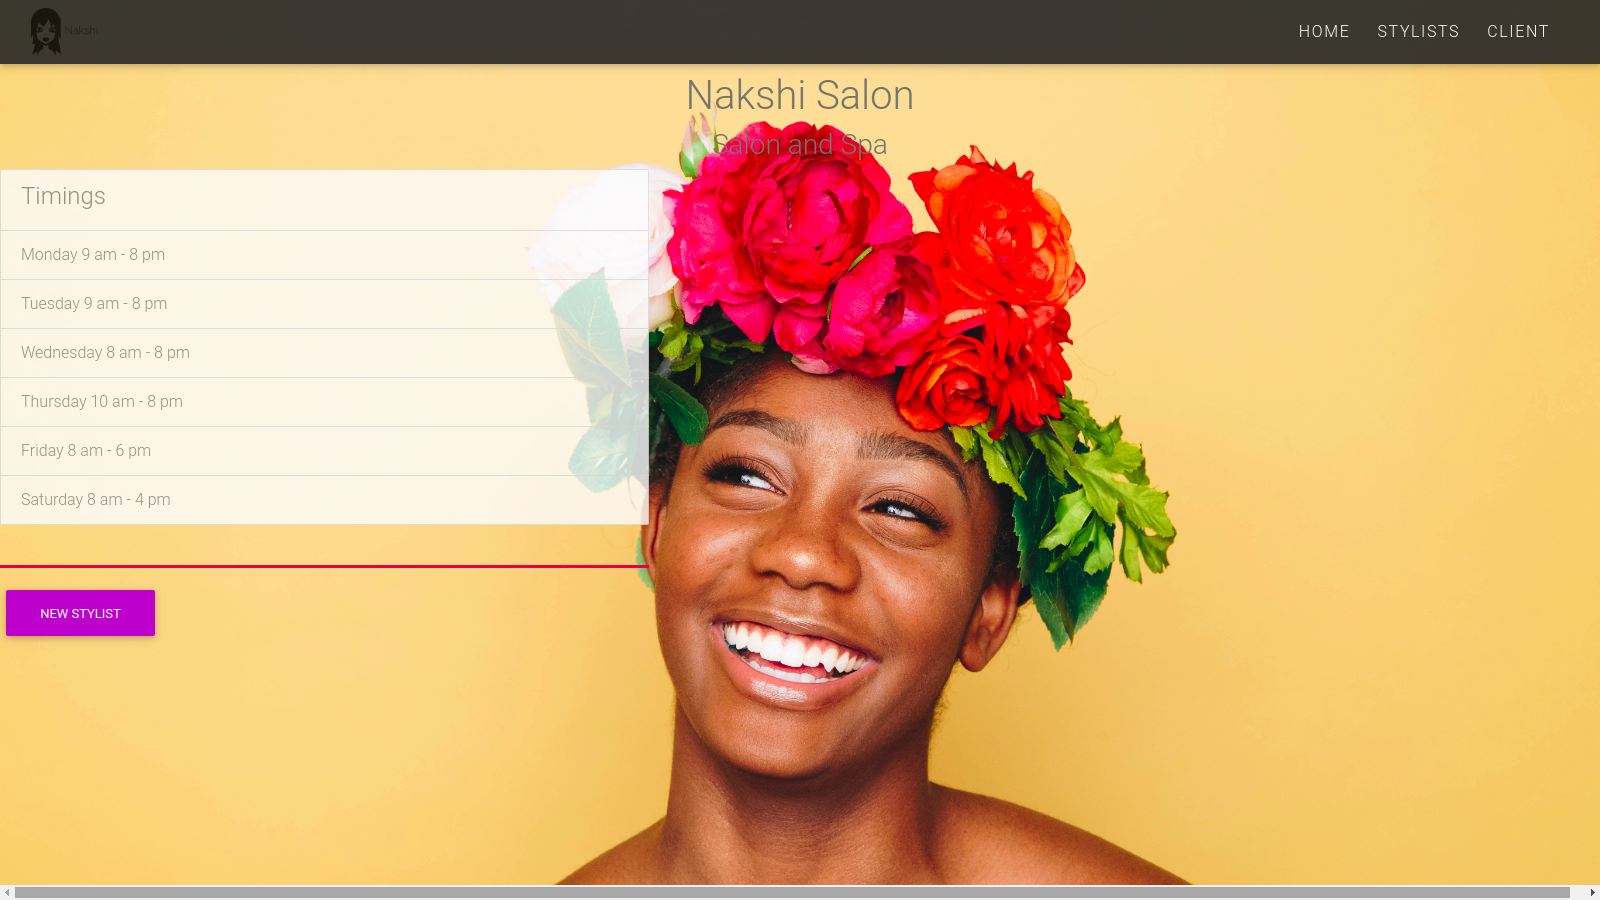 Nakshi
HOME STYLISTS CLIENT
Nakshi Salon
Salon and Spa
Timings
Monday 9 am - 8 pm
Tuesday 9 am - 8 pm
Wednesday 8 am - 8 pm
Thursday 10 am - 8 pm
Friday 8 am - 6 pm
Saturday 8 am - 4 pm
NEW STYLIST